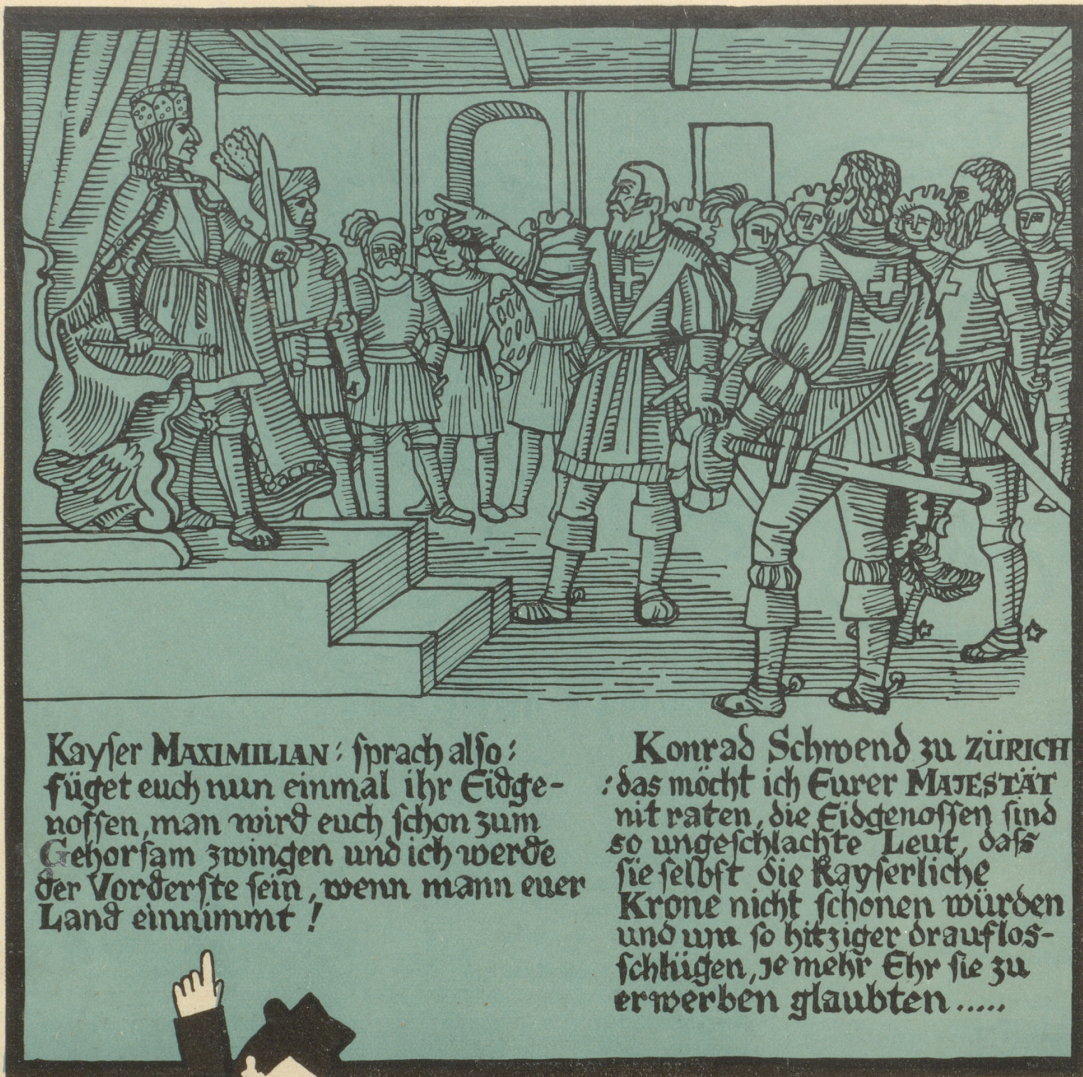 Kayser MAXIMILIAN: sprach also:
füget euch nun einmal ihr Eidge-
nossen, man wird euch schon zum
Gehorsam zwingen und ich werde
der Vorderste sein, wenn mann euer
Land einnimmt!
Konrad Schwend zu ZÜRICH
: das möcht ich Eurer MAJESTÄT
nit raten, die Eidgenossen sind
so ungeschlachte Leut, dass
sie selbst die Kayserliche
Krone nicht schonen würden
und um so hitziger drauflos-
schlügen, je mehr Ehr sie zu
erwerben glaubten.....